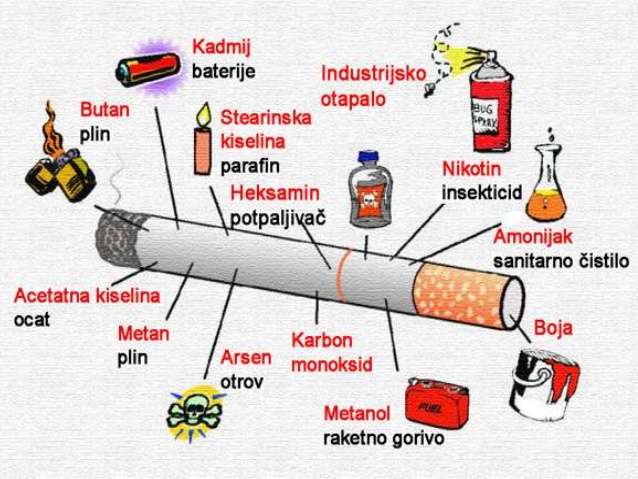 Kadmij
baterije
Industrijsko
otapalo
Butan
plin
Stearinska
kiselina
parafin
BUG
SPRAY
Nikotin
insekticid
Heksamin
potpaljivač
Amonijak
sanitarno čistilo
Acetatna kiselina
ocat
Metan
plin
Arsen
otrov
Karbon
monoksid
Boja
FUEL
Metanol
raketno gorivo